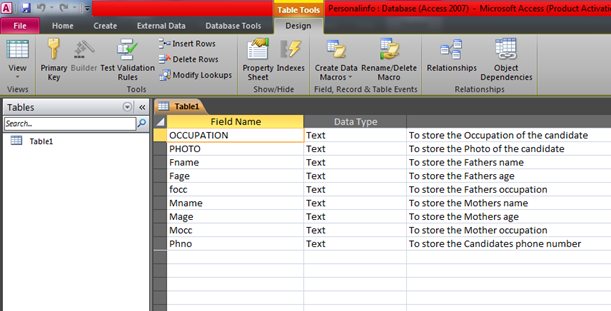 Table Tools
Personalinfo : Database (Access 2007) - Microsoft Access (Product Activati
File Home Create External Data Database Tools Design
View
Primary Key
Builder
Test Validation Rules
Insert Rows
Delete Rows
Modify Lookups
Property Sheet
Indexes
Create Data Macros
Rename/Delete Macro
Relationships
Object Dependencies
Views Tools Show/Hide Field, Record & Table Events Relationships
Tables
Search...
Table1
Table1
Field Name Data Type
OCCUPATION Text To store the Occupation of the candidate
PHOTO Text To store the Photo of the candidate
Fname Text To store the Fathers name
Fage Text To store the Fathers age
focc Text To store the Fathers occupation
Mname Text To store the Mothers name
Mage Text To store the Mothers age
Mocc Text To store the Mother occupation
Phno Text To store the Candidates phone number